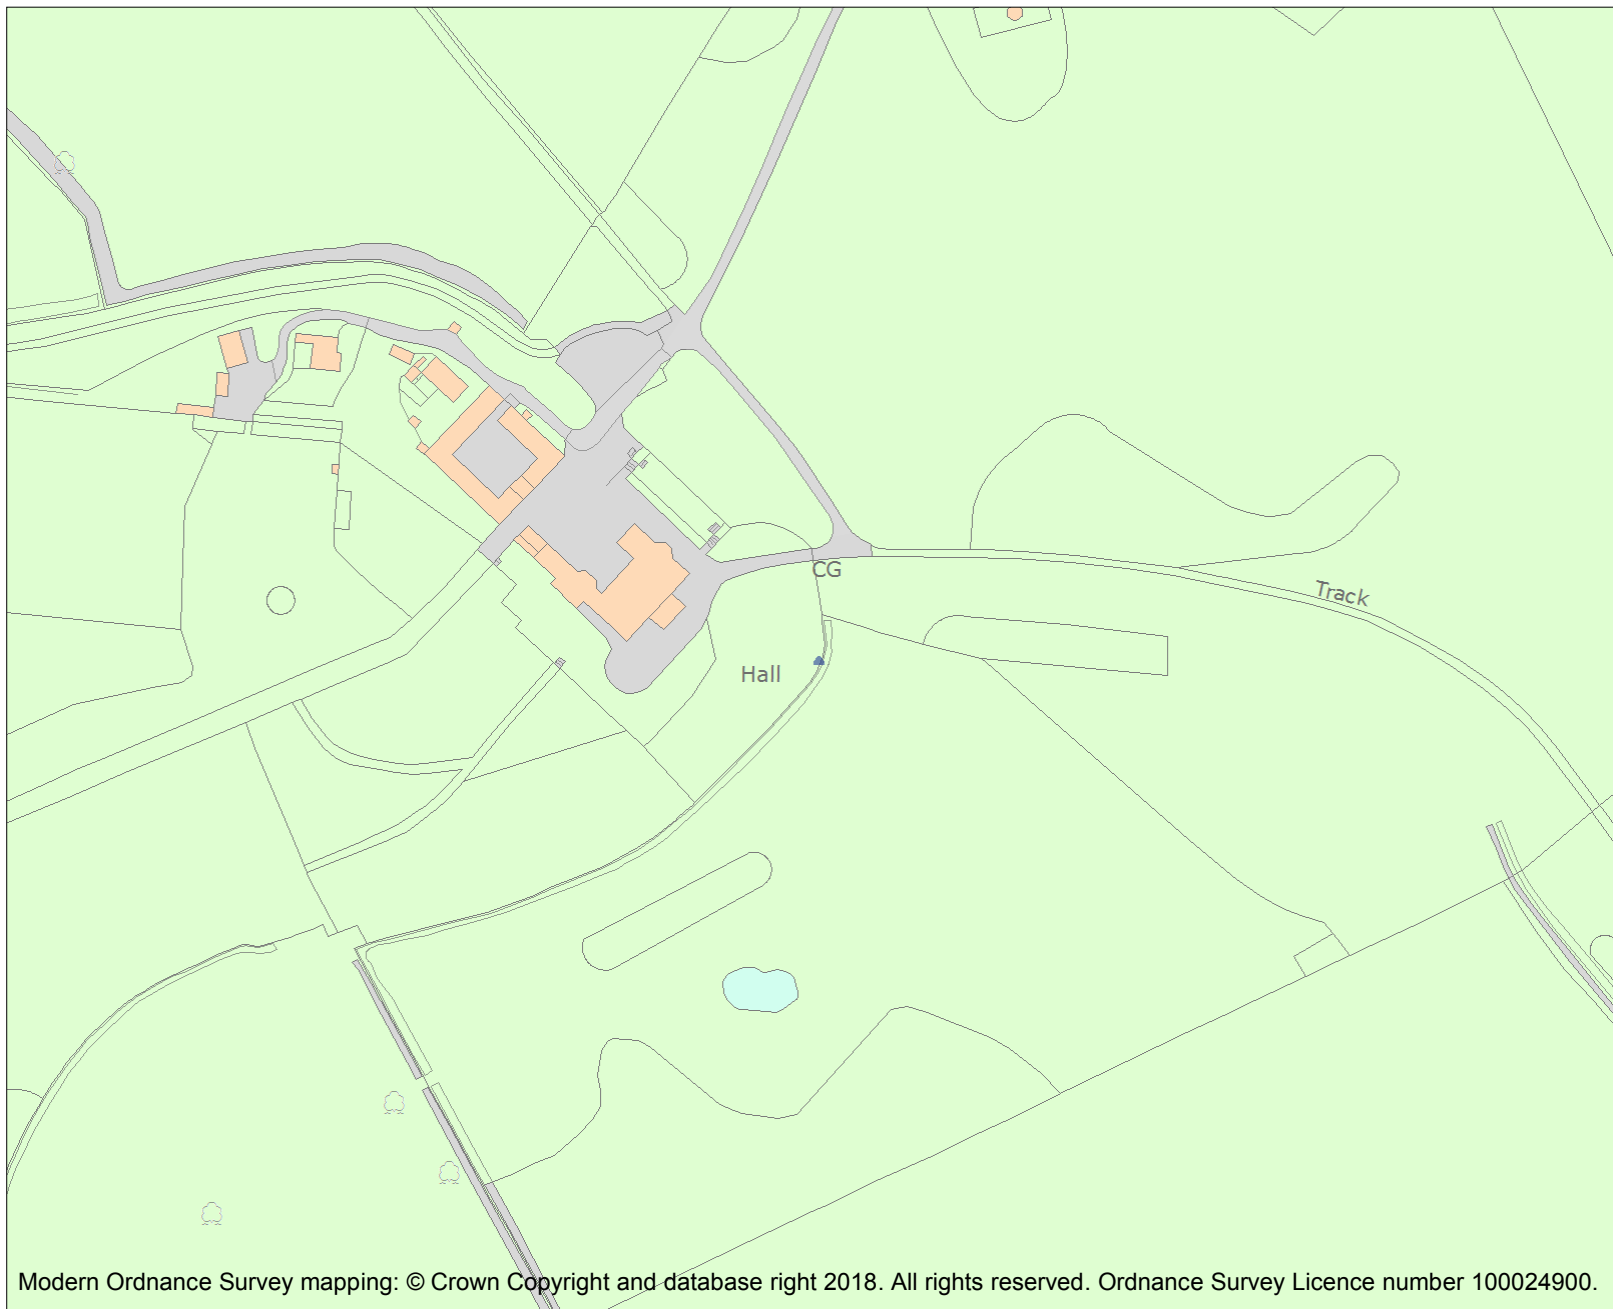 CG
Track
Hall
Modern Ordnance Survey mapping: © Crown Copyright and database right 2018. All rights reserved. Ordnance Survey Licence number 100024900.